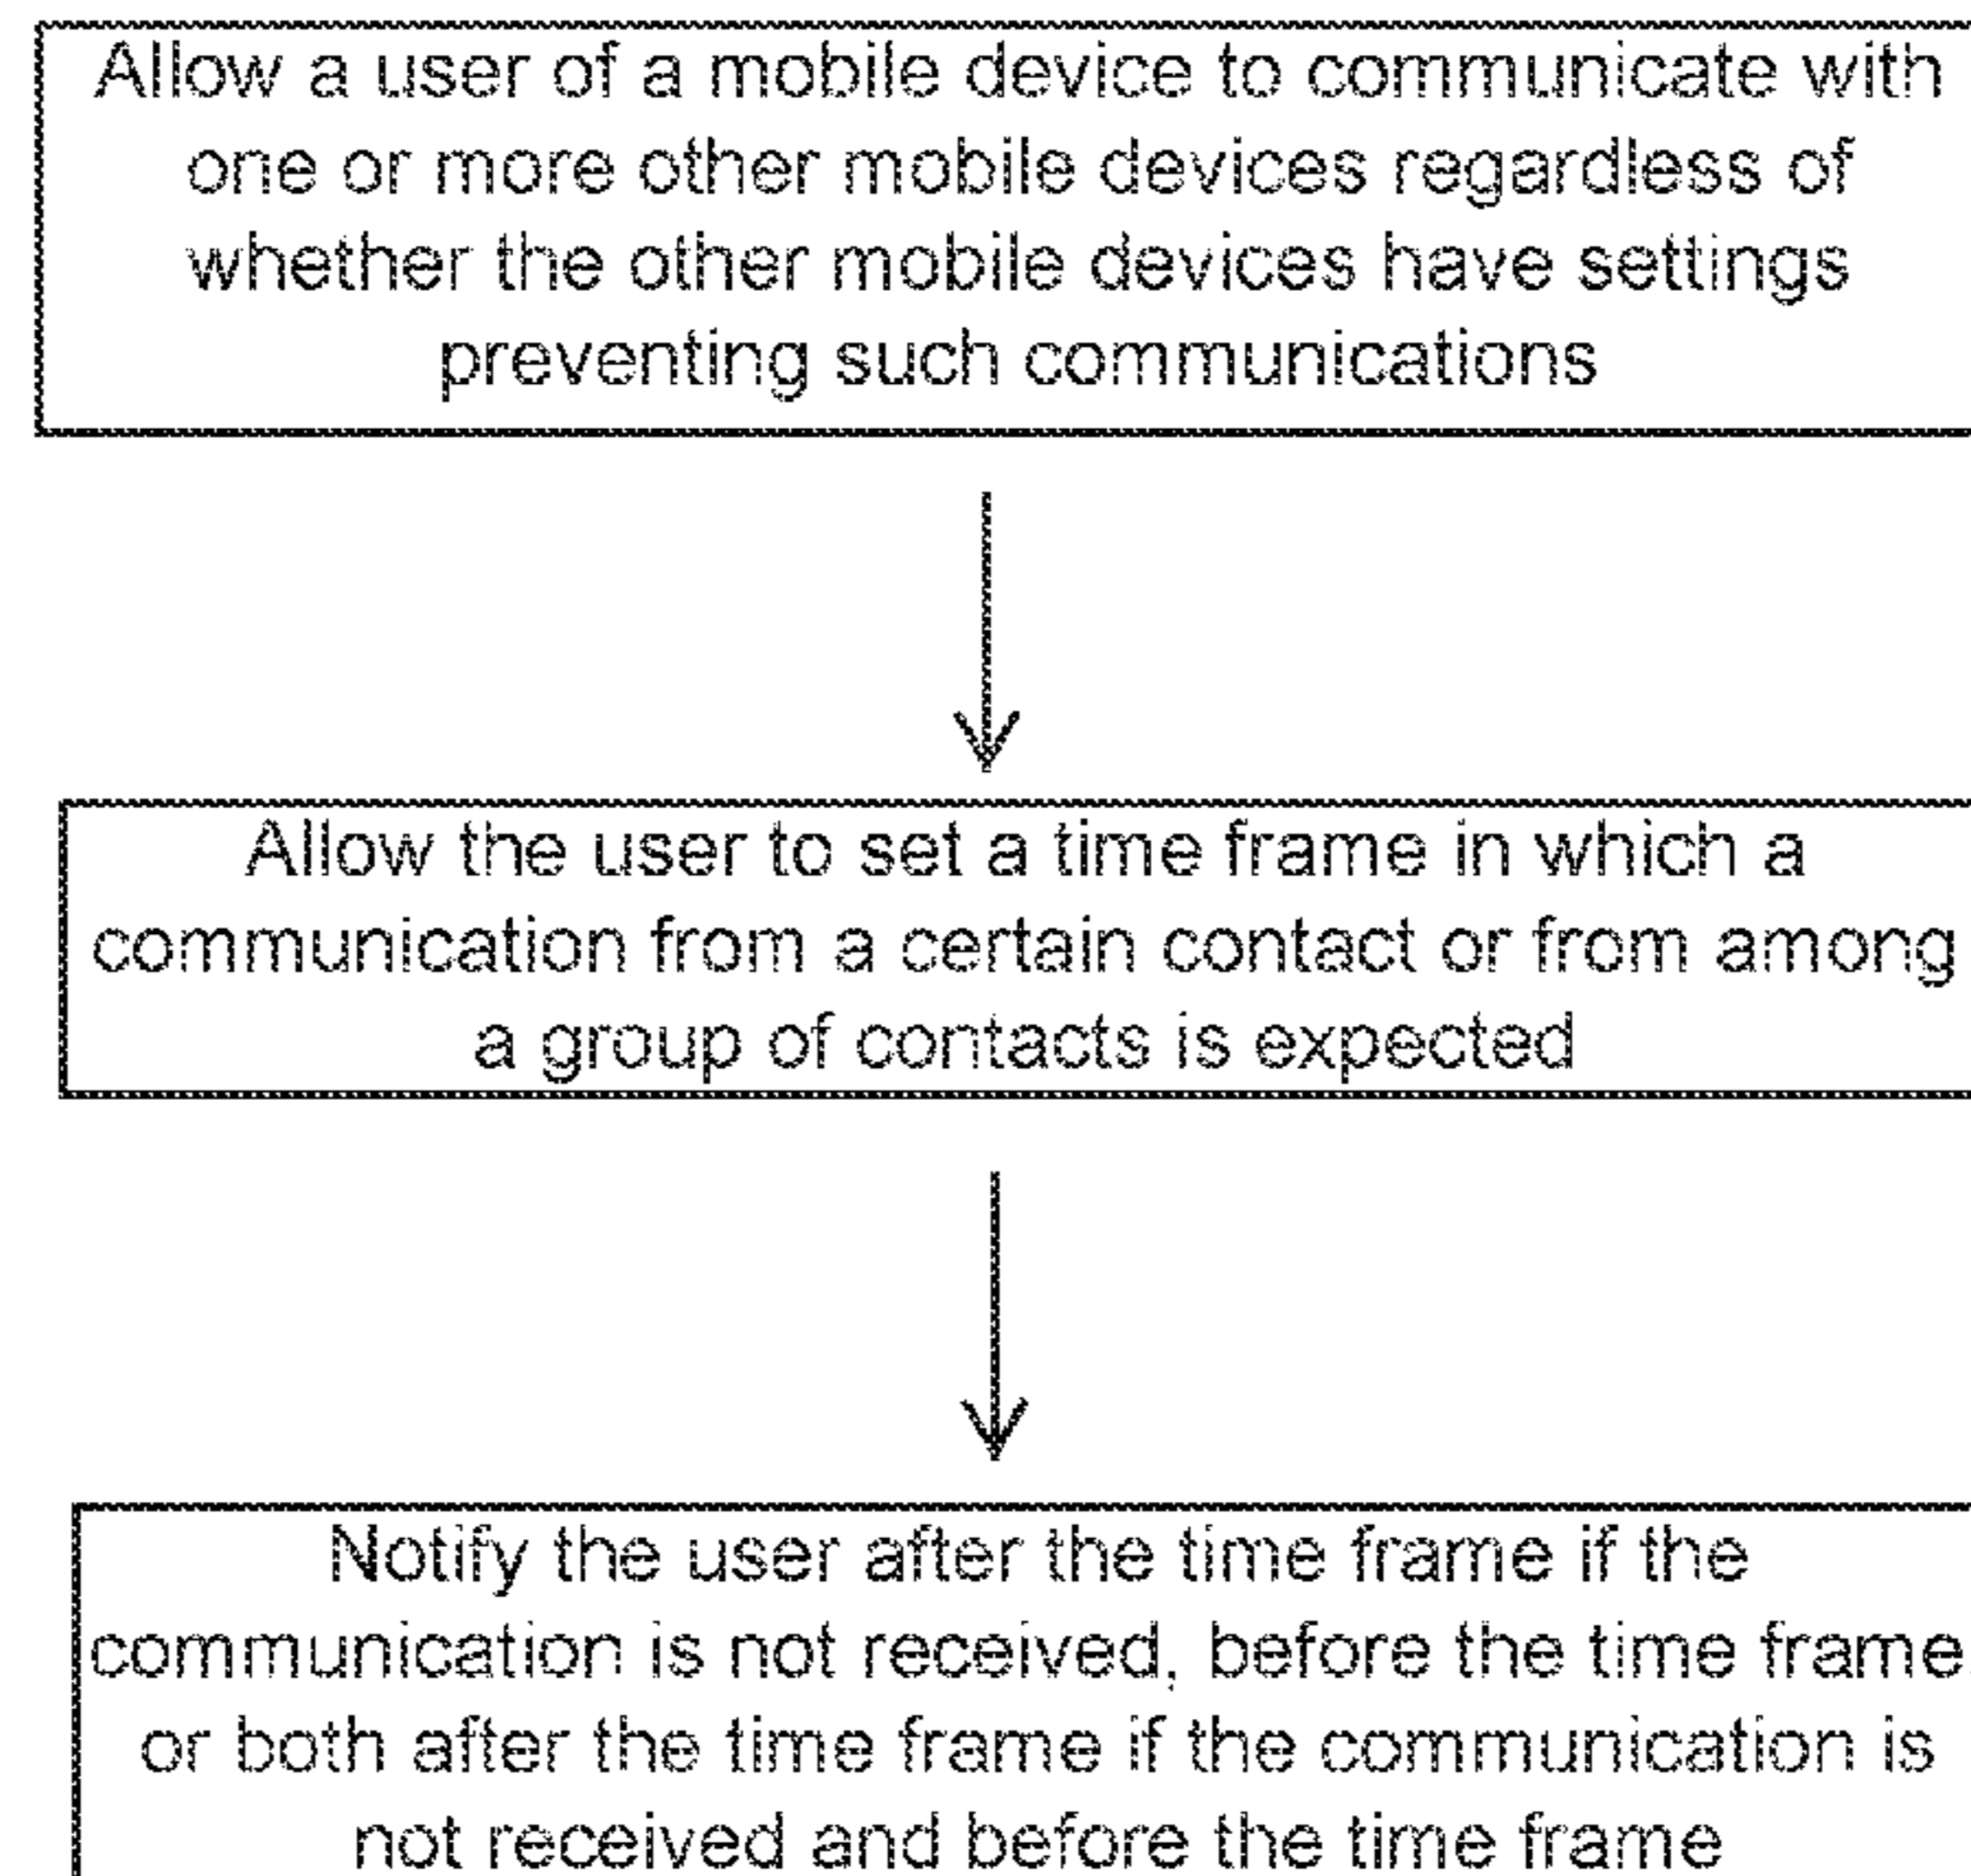 Allow a user of a mobile device to communicate with
one or more other mobile devices regardless of
whether the other mobile devices have settings
preventing such communications
Allow the user to set a time frame in which a
communication from a certain contact or from among
a group of contacts is expected
Notify the user after the time frame if the
communication is not received, before the time frame,
or both after the time frame if the communication is
not received and before the time frame